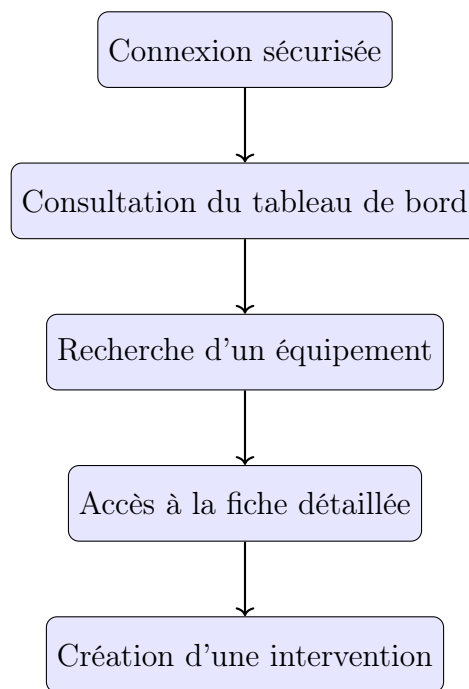 Connexion sécurisée
Consultation du tableau de bord
Recherche d'un équipement
Accès à la fiche détaillée
Création d'une intervention